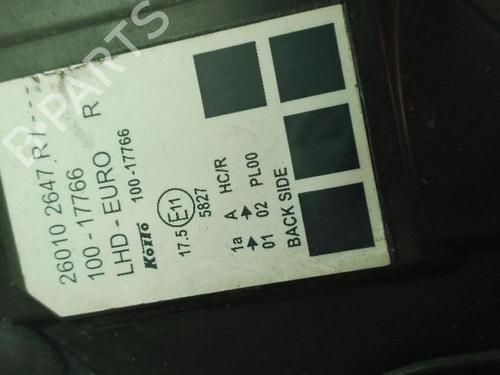 26010 2647 R / - - - -
100 - 17766 R
LHD - EURO
Koito 100 -17766
17.5 E11
5827
1a A HC/R
→ →
01 02 PL00
BACK SIDE
B-PARTS